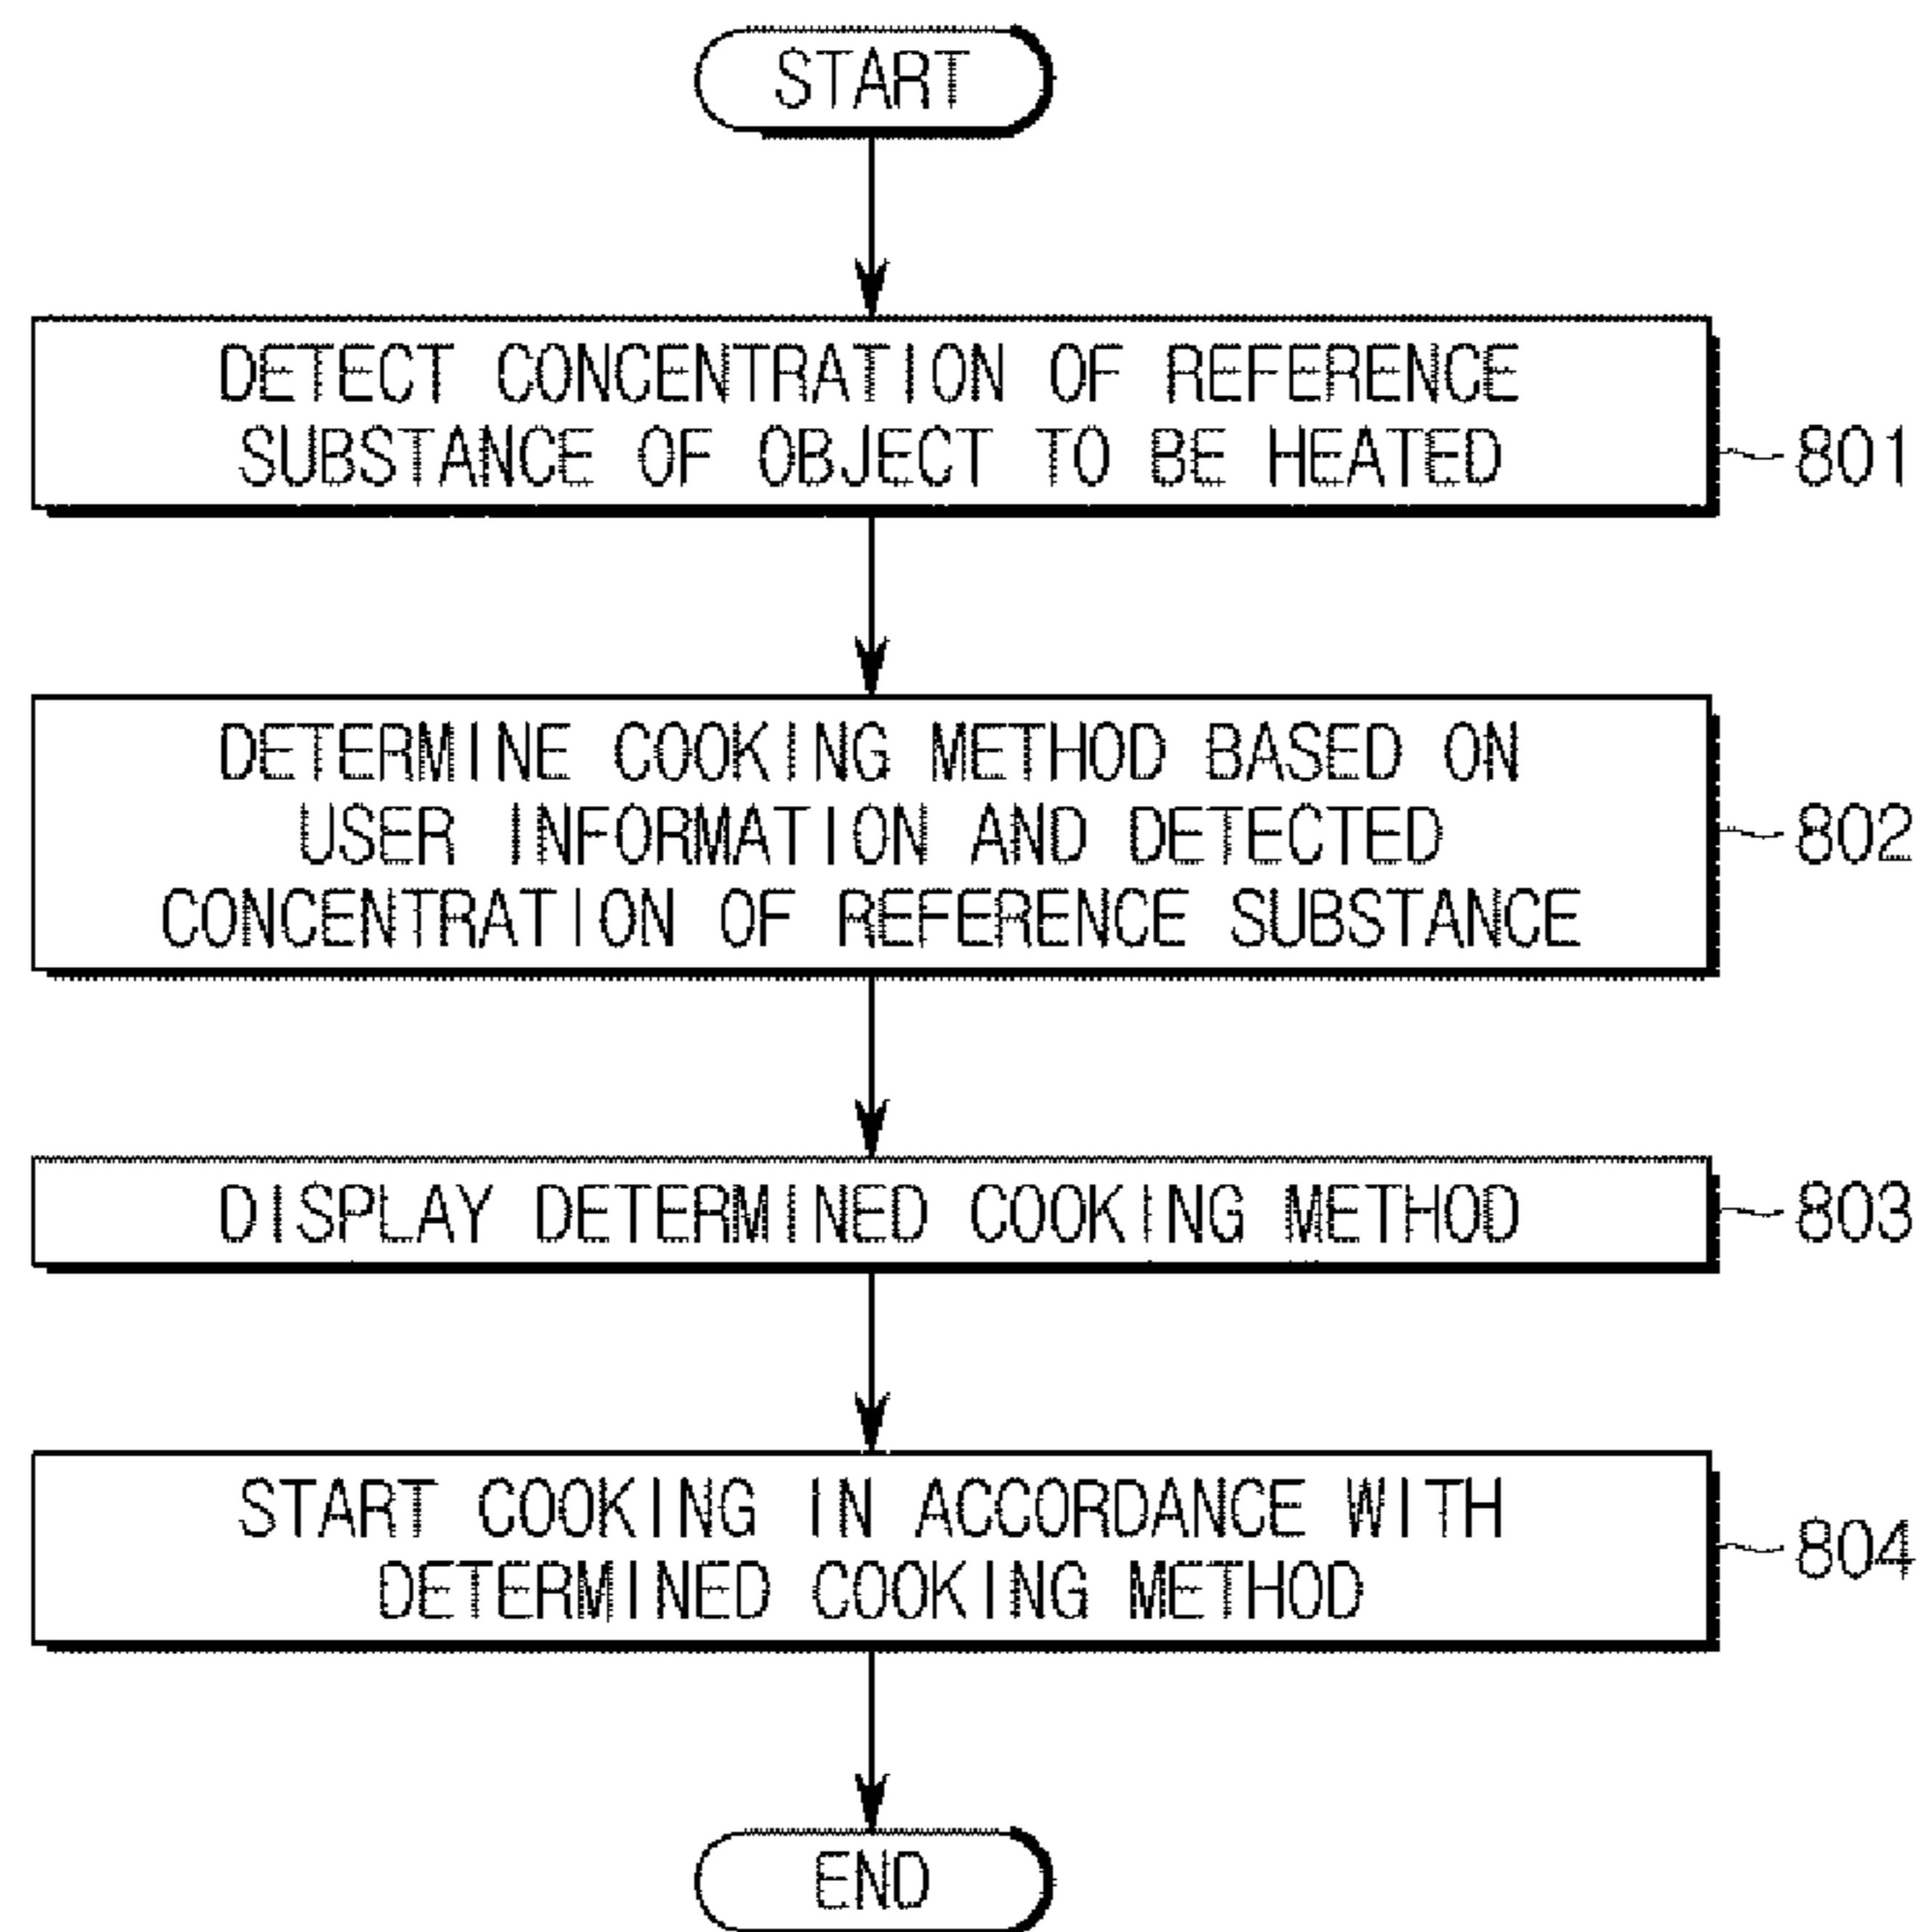 START
DETECT CONCENTRATION OF REFERENCE
SUBSTANCE OF OBJECT TO BE HEATED
801
DETERMINE COOKING METHOD BASED ON
USER INFORMATION AND DETECTED
CONCENTRATION OF REFERENCE SUBSTANCE
802
DISPLAY DETERMINED COOKING METHOD
803
START COOKING IN ACCORDANCE WITH
DETERMINED COOKING METHOD
804
END